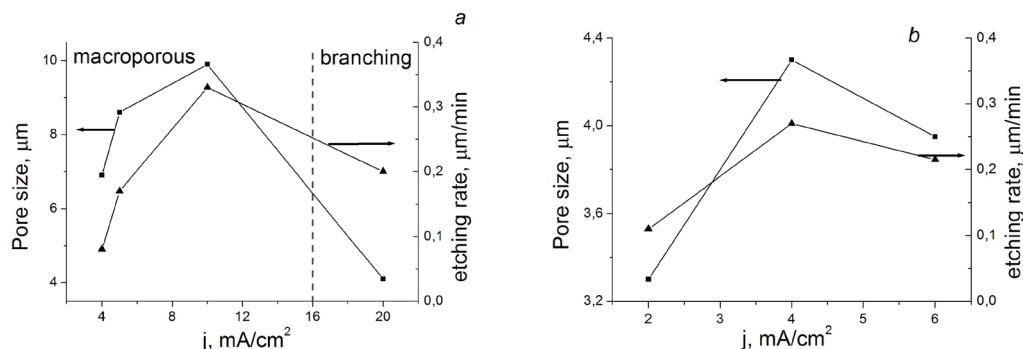 a
macroporous
branching
Pore size, µm
10
8
6
4
0,4
0,3
0,2
0,1
0,0
etching rate, µm/min
4
8
12
16
20
j, mA/cm²
b
Pore size, µm
4,4
4,0
3,6
3,2
0,4
0,3
0,2
0,1
0,0
etching rate, µm/min
2
3
4
5
6
j, mA/cm²